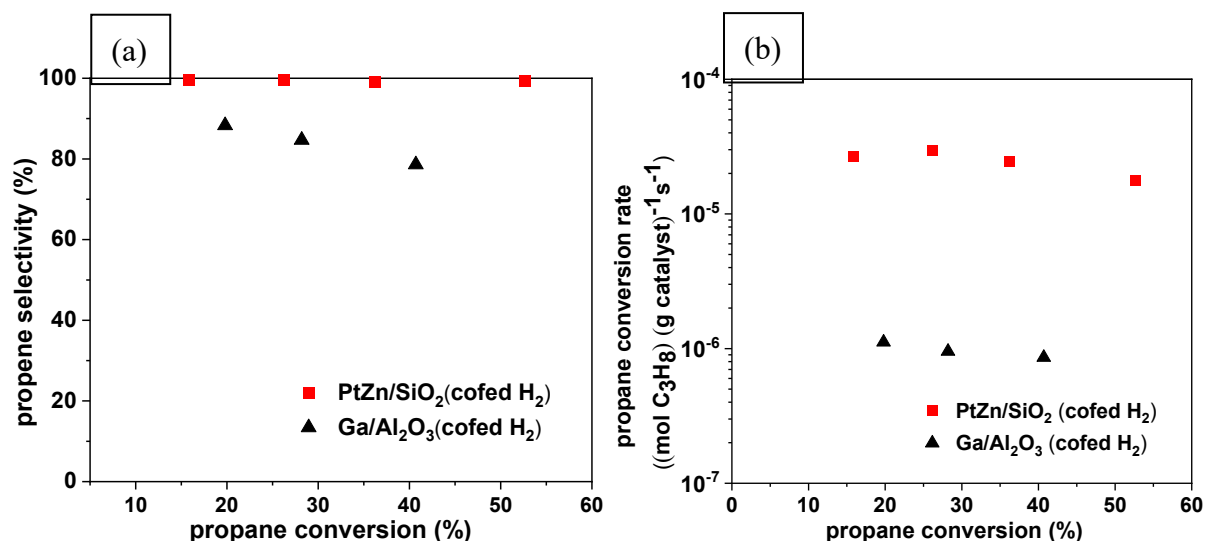 (a)
100
80
60
40
20
0
propene selectivity (%)
PtZn/SiO₂(cofed H₂)
Ga/Al₂O₃(cofed H₂)
10 20 30 40 50 60
propane conversion (%)
(b)
10⁻⁴
10⁻⁵
10⁻⁶
10⁻⁷
propane conversion rate
((mol C₃H₈) (g catalyst)⁻¹s⁻¹)
PtZn/SiO₂ (cofed H₂)
Ga/Al₂O₃ (cofed H₂)
0 10 20 30 40 50 60
propane conversion (%)